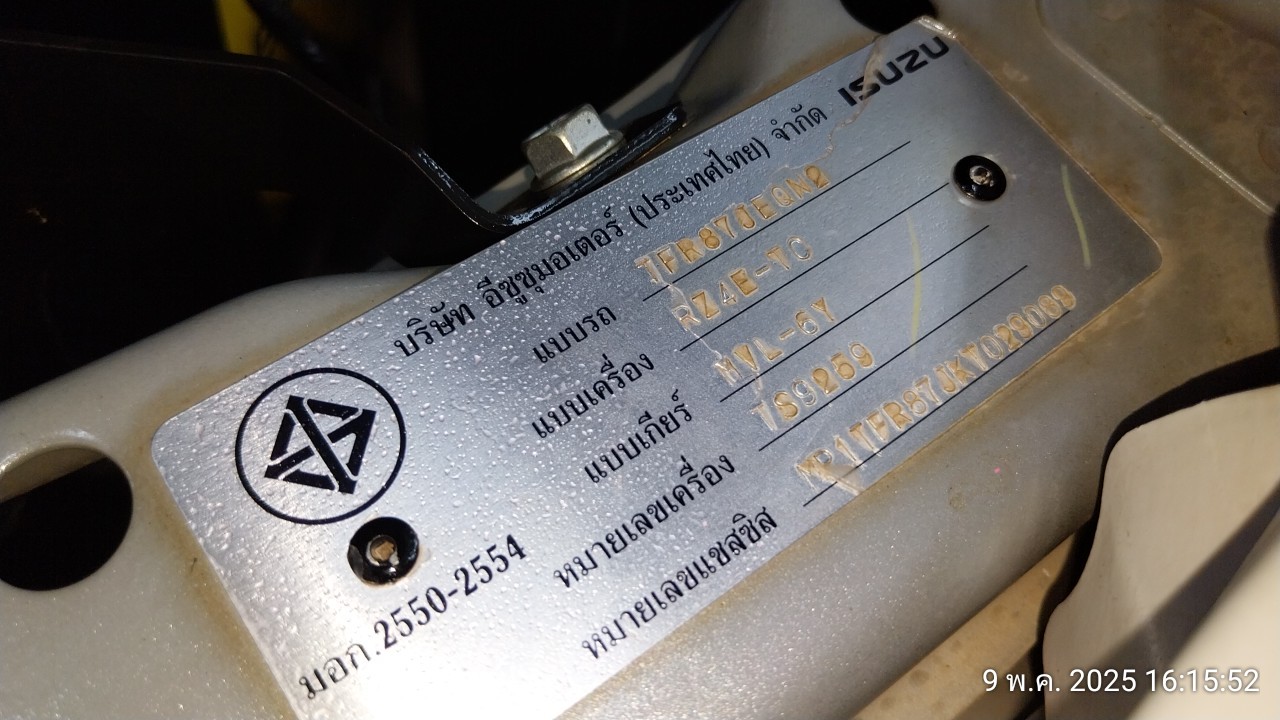 ISUZU
บริษัท อีซูซุมอเตอร์ (ประเทศไทย) จำกัด
แบบรถ TFR87JEQN2
แบบเครื่อง RZ4E-TC
แบบเกียร์ MVL-6Y
หมายเลขเครื่อง
หมายเลขแชสซิส
มอก.2550-2554
9 พ.ค. 2025 16:15:52